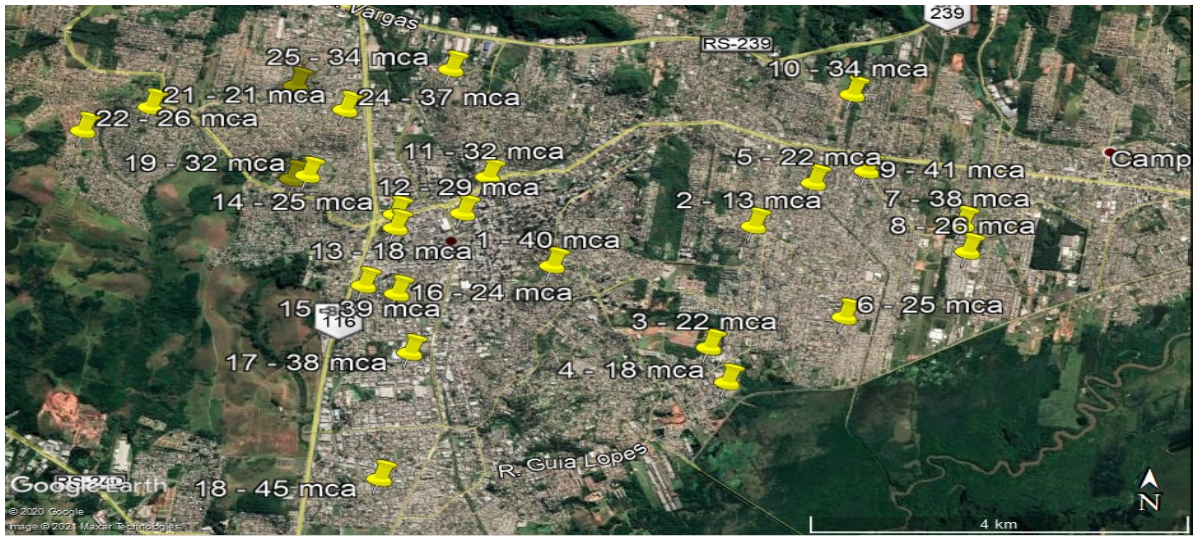 Vargas
239
RS-239
25 - 34 mca
10 - 34 mca
21 - 21 mca
24 - 37 mca
22 - 26 mca
11 - 32 mca
5 - 22 mca
19 - 32 mca
9 - 41 mca
Camp
12 - 29 mca
14 - 25 mca
2 - 13 mca
7 - 38 mca
8 - 26 mca
1 - 40 mca
13 - 18 mca
16 - 24 mca
15 - 39 mca
6 - 25 mca
116
3 - 22 mca
17 - 38 mca
4 - 18 mca
R. Guia Lopes
18 - 45 mca
Google Earth
© 2020 Google
Image © 2021 Maxar Technologies
4 km
N